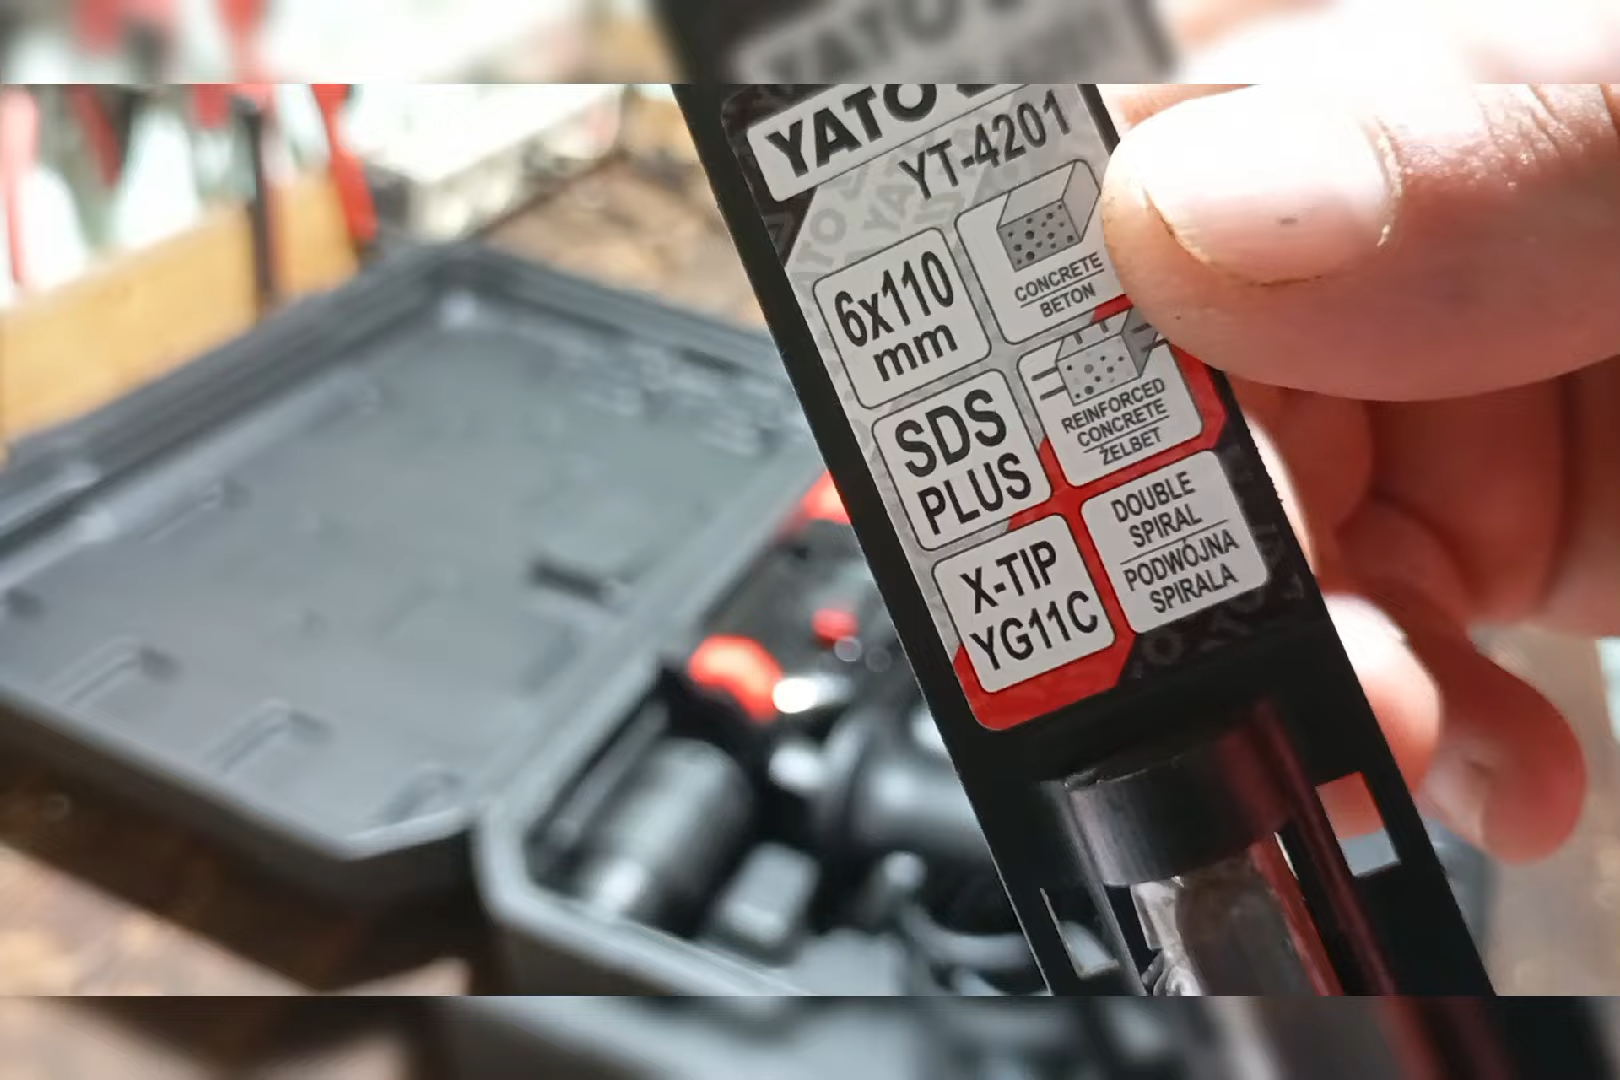 YATO
YT-4201
6x110
mm
CONCRETE
BETON
SDS
PLUS
REINFORCED
CONCRETE
ŻELBET
X-TIP
YG11C
DOUBLE
SPIRAL
PODWÓJNA
SPIRALA